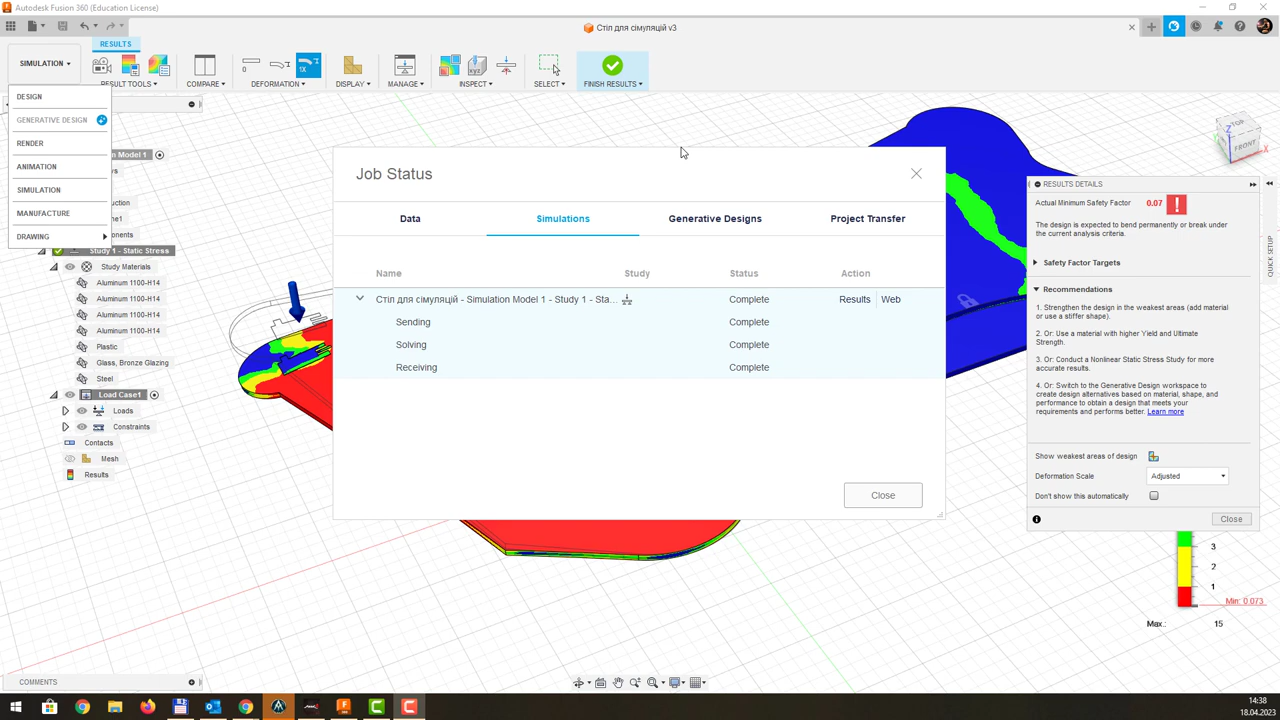 Autodesk Fusion 360 (Education License)
Стіл для сімуляцій v3
RESULTS
SIMULATION
RESULT TOOLS
COMPARE
DEFORMATION
1X
DISPLAY
MANAGE
INSPECT
SELECT
FINISH RESULTS
DESIGN
GENERATIVE DESIGN
RENDER
ANIMATION
SIMULATION
MANUFACTURE
DRAWING
n Model 1
Study 1 - Static Stress
Study Materials
Aluminum 1100-H14
Aluminum 1100-H14
Aluminum 1100-H14
Aluminum 1100-H14
Plastic
Glass, Bronze Glazing
Steel
Load Case1
Loads
Constraints
Contacts
Mesh
Results
Job Status
Data
Simulations
Generative Designs
Project Transfer
Name
Study
Status
Action
Стіл для сімуляцій - Simulation Model 1 - Study 1 - Sta...
Complete
Results
Web
Sending
Complete
Solving
Complete
Receiving
Complete
Close
TOP
FRONT
Z
X
RESULTS DETAILS
Actual Minimum Safety Factor 0.07
The design is expected to bend permanently or break under
the current analysis criteria.
Safety Factor Targets
Recommendations
1. Strengthen the design in the weakest areas (add material
or use a stiffer shape).
2. Or: Use a material with higher Yield and Ultimate
Strength.
3. Or: Conduct a Nonlinear Static Stress Study for more
accurate results.
4. Or: Switch to the Generative Design workspace to
create design alternatives based on material, shape, and
performance to obtain a design that meets your
requirements and performs better. Learn more
Show weakest areas of design
Deformation Scale
Adjusted
Don't show this automatically
Close
QUICK SETUP
3
2
1
Min: 0.073
Max.: 15
COMMENTS
14:38
18.04.2023